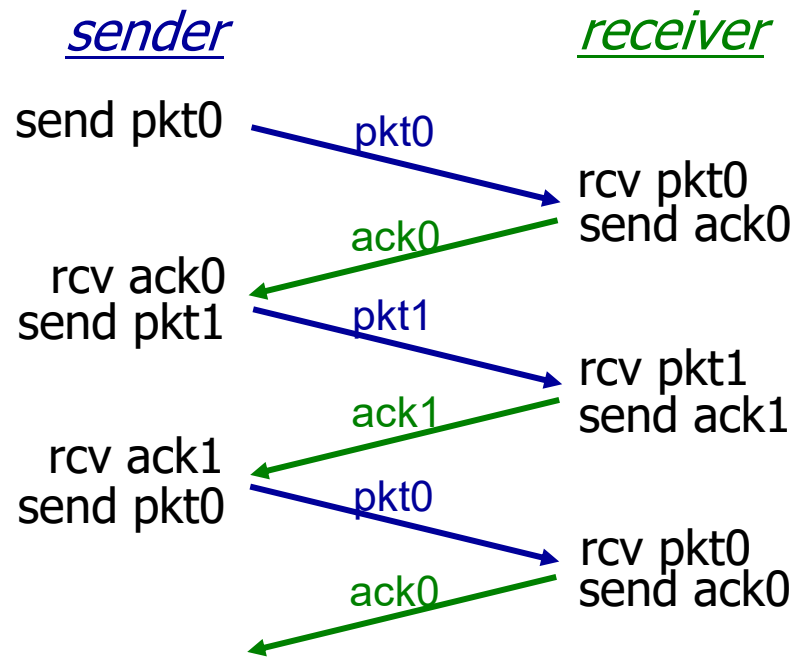 sender
receiver
send pkt0
pkt0
rcv pkt0
send ack0
ack0
rcv ack0
send pkt1
pkt1
rcv pkt1
send ack1
ack1
rcv ack1
send pkt0
pkt0
rcv pkt0
send ack0
ack0